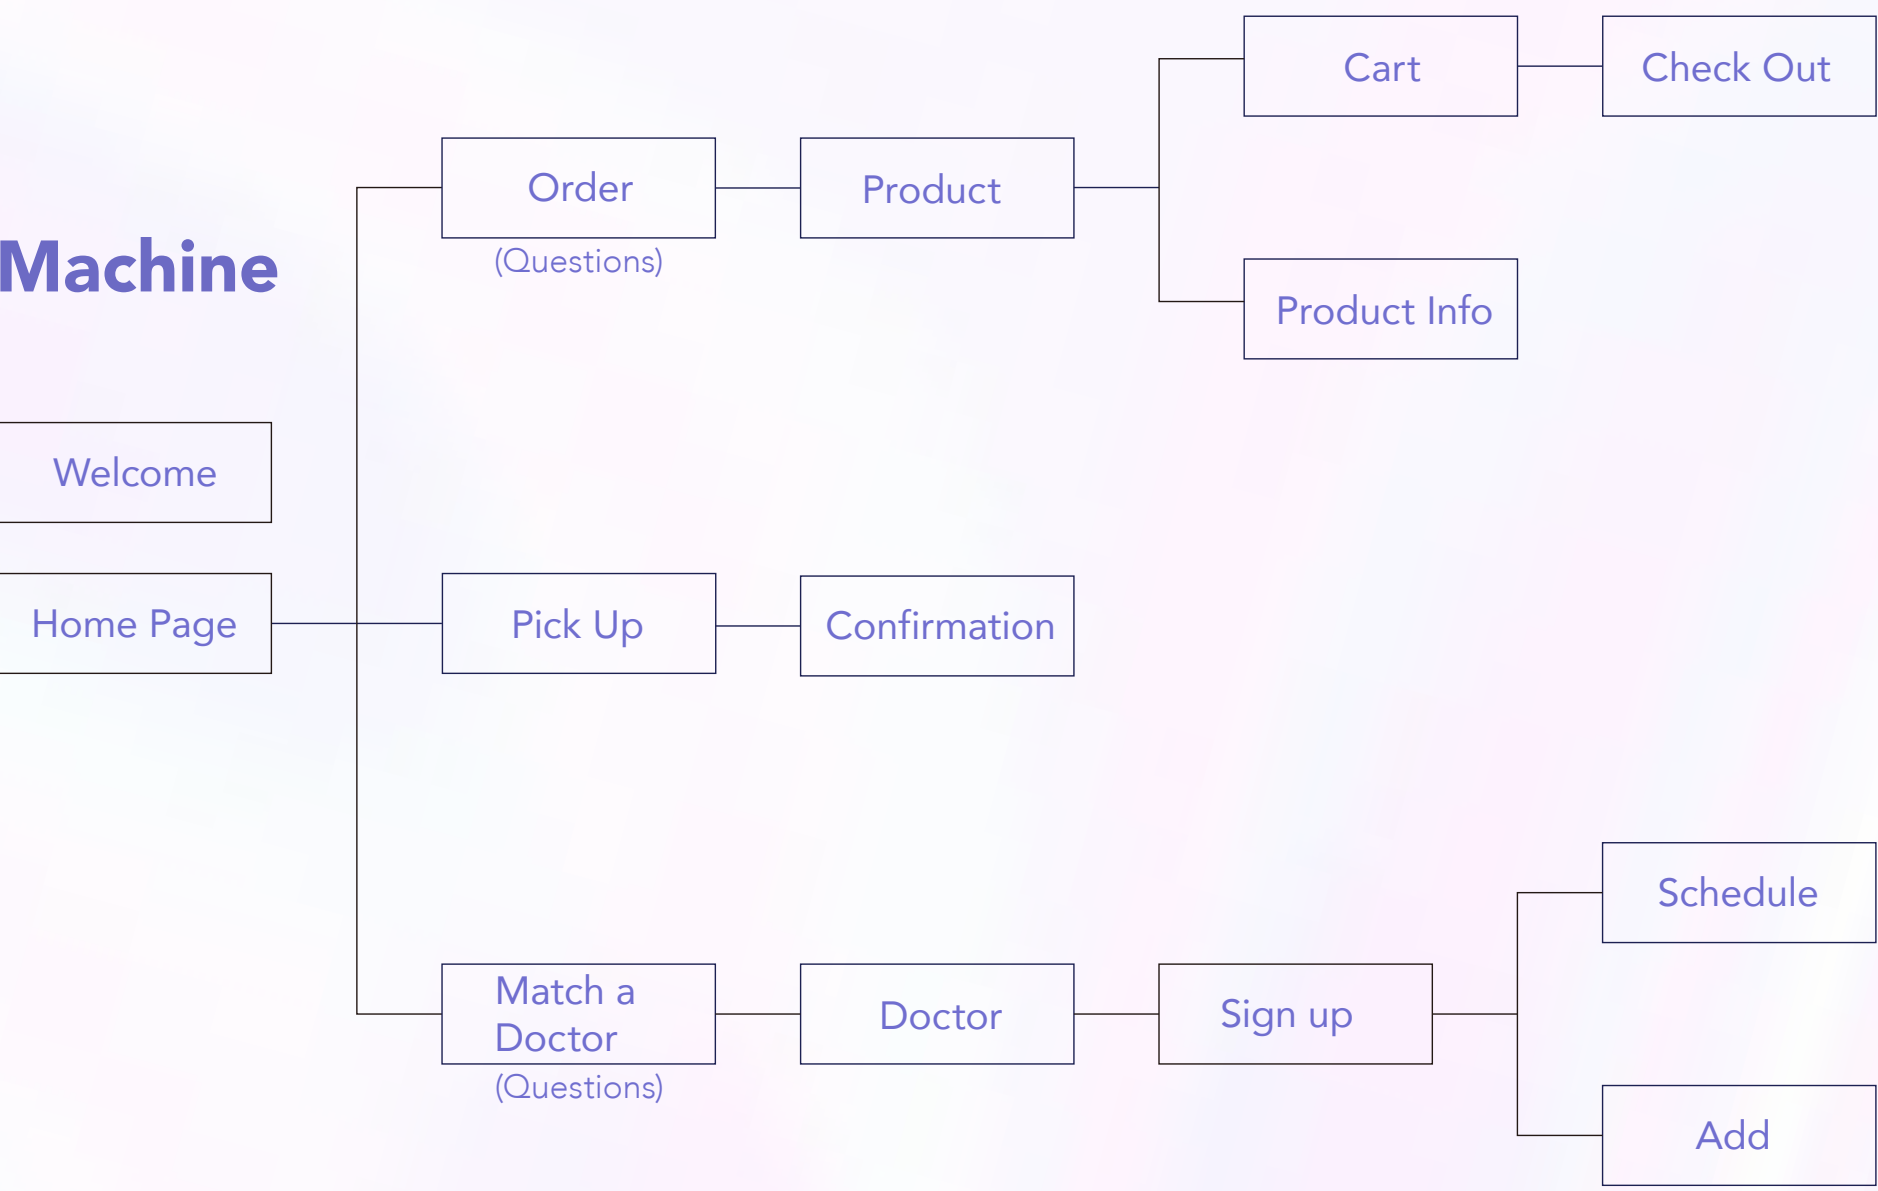 Machine
Welcome
Home Page
Order
(Questions)
Product
Cart
Check Out
Product Info
Pick Up
Confirmation
Match a
Doctor
(Questions)
Doctor
Sign up
Schedule
Add